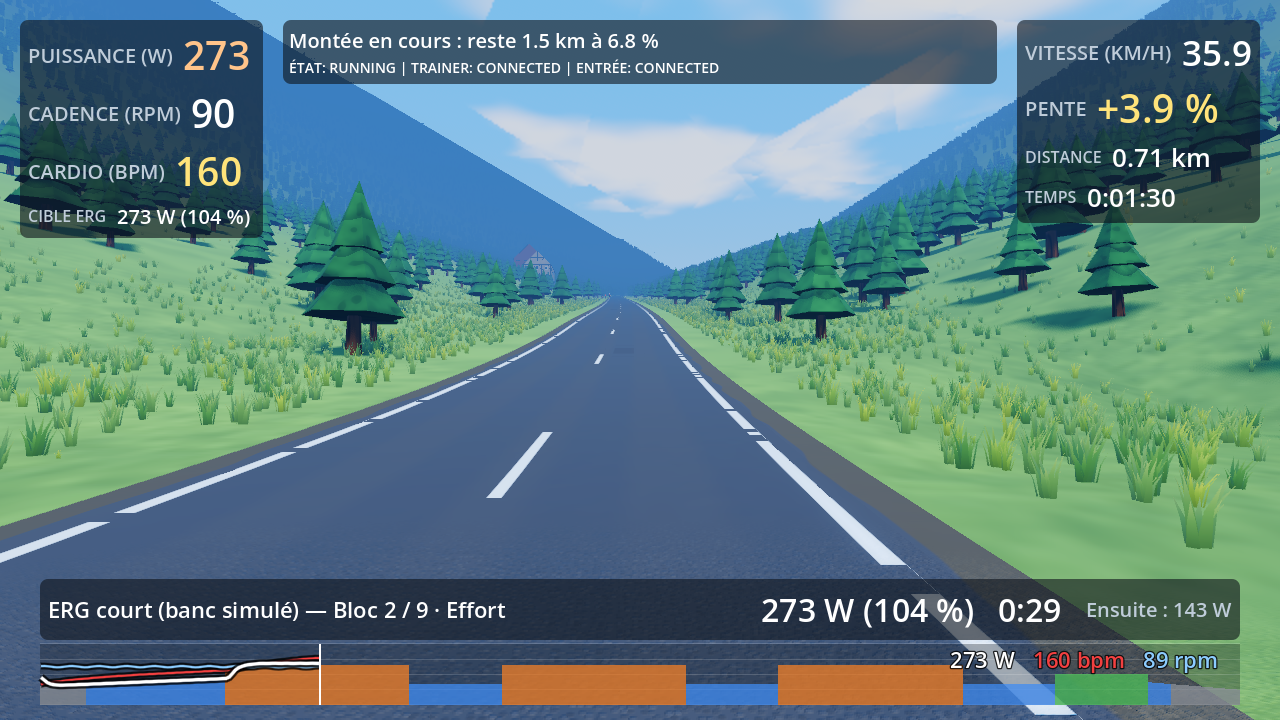 PUISSANCE (W) 273
CADENCE (RPM) 90
CARDIO (BPM) 160
CIBLE ERG 273 W (104 %)
Montée en cours : reste 1.5 km à 6.8 %
ÉTAT: RUNNING | TRAINER: CONNECTED | ENTRÉE: CONNECTED
VITESSE (KM/H) 35.9
PENTE +3.9 %
DISTANCE 0.71 km
TEMPS 0:01:30
ERG court (banc simulé) — Bloc 2 / 9 · Effort 273 W (104 %) 0:29 Ensuite : 143 W
273 W 160 bpm 89 rpm